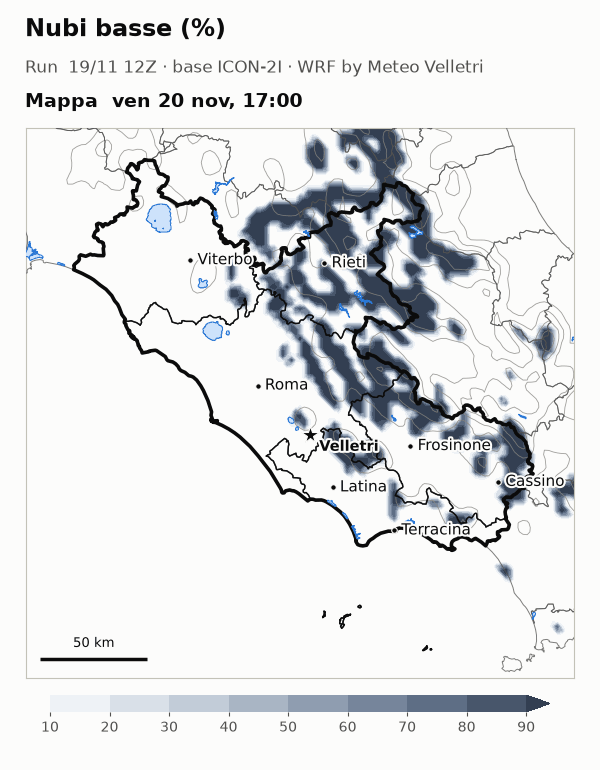 Nubi basse (%)
Run 19/11 12Z · base ICON-2I · WRF by Meteo Velletri
Mappa ven 20 nov, 17:00
Viterbo
Rieti
Roma
Velletri
Frosinone
Latina
Cassino
Terracina
50 km
10 20 30 40 50 60 70 80 90